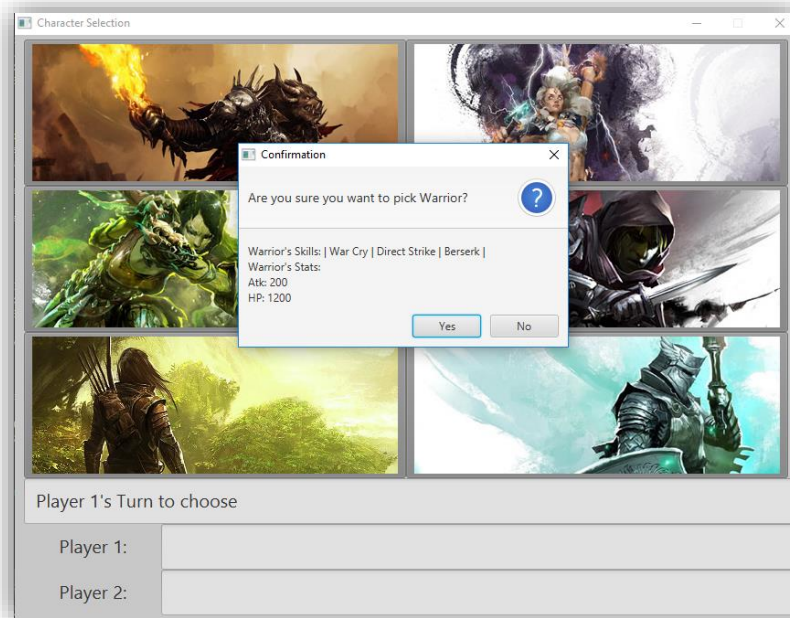 Character Selection
Confirmation
Are you sure you want to pick Warrior?
?
Warrior's Skills: | War Cry | Direct Strike | Berserk |
Warrior's Stats:
Atk: 200
HP: 1200
Yes
No
Player 1's Turn to choose
Player 1:
Player 2: